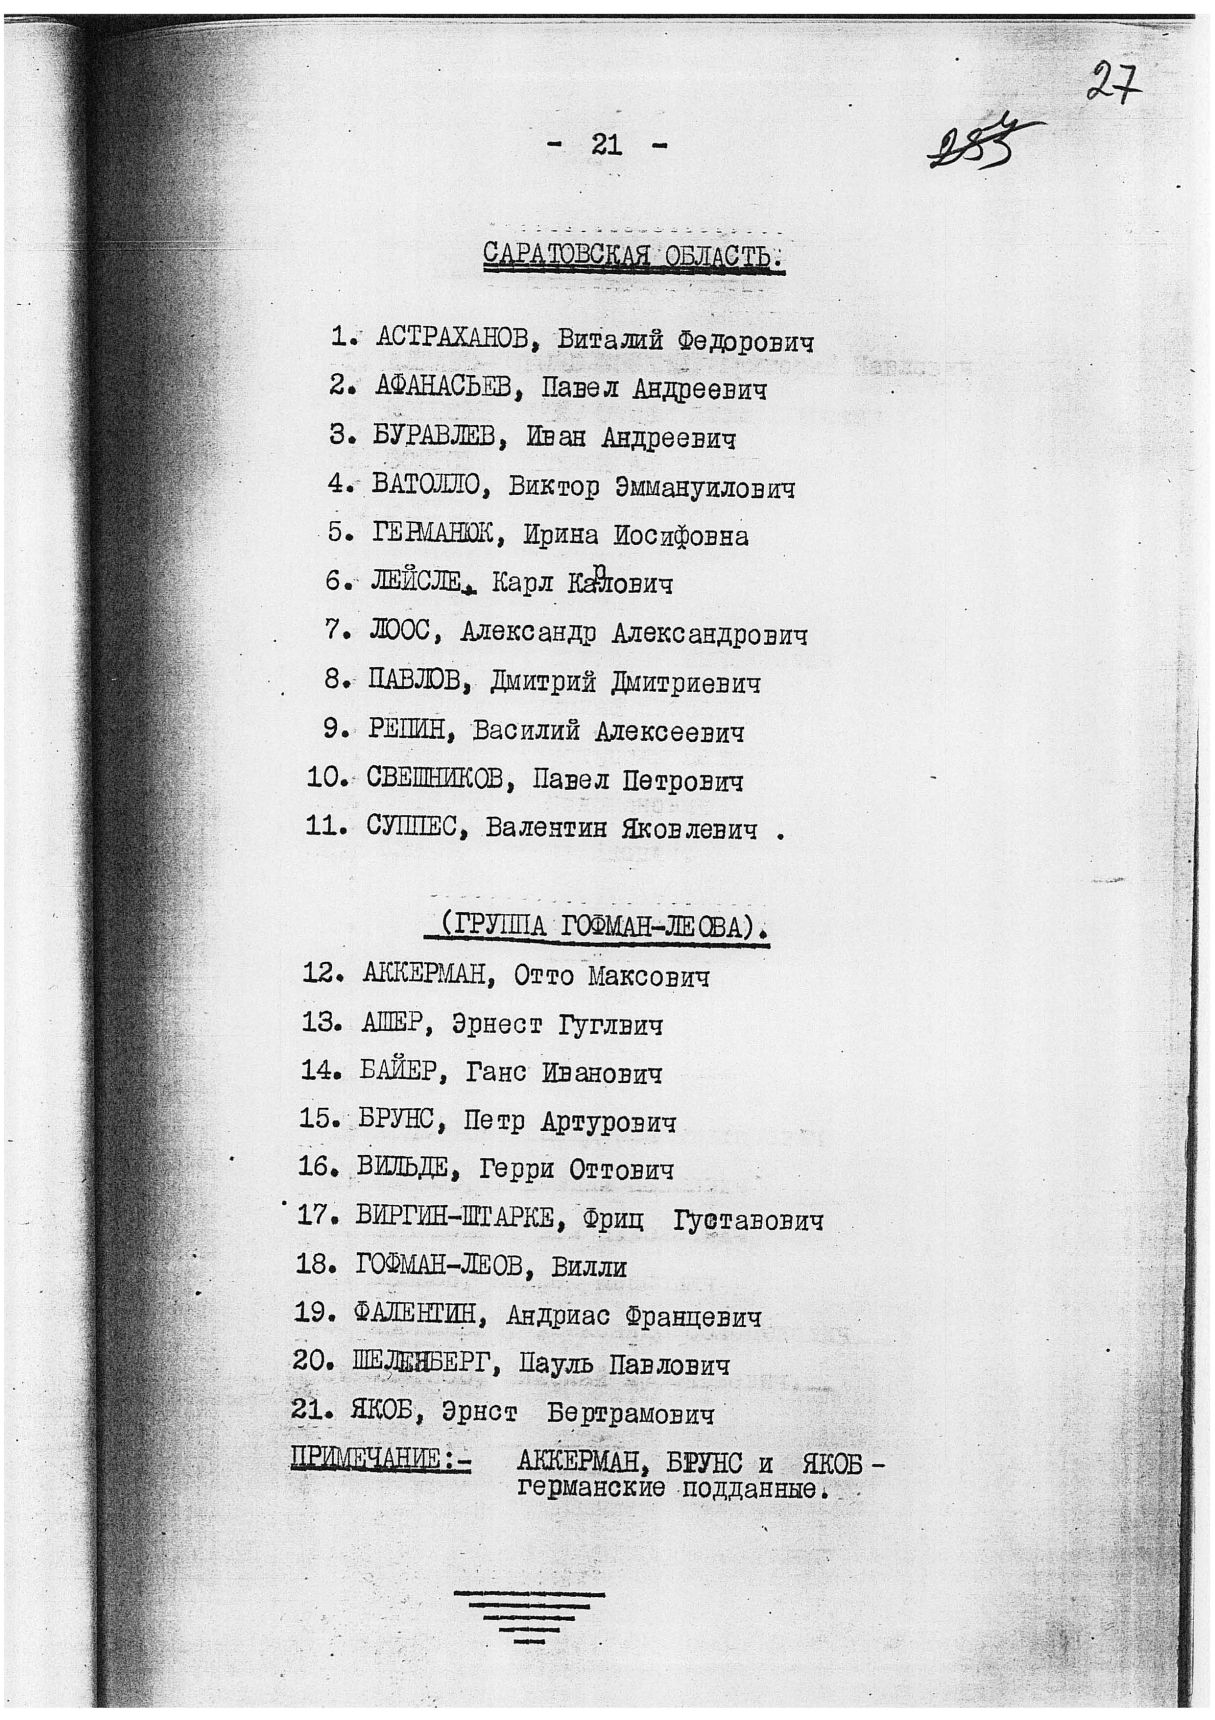 27
- 21 -
САРАТОВСКАЯ ОБЛАСТЬ.
1. АСТРАХАНОВ, Виталий Федорович
2. АФАНАСЬЕВ, Павел Андреевич
3. БУРАВЛЕВ, Иван Андреевич
4. ВАТОЛЛО, Виктор Эммануилович
5. ГЕРМАНЮК, Ирина Иосифовна
6. ЛЕЙСЛЕ, Карл Карлович
7. ЛООС, Александр Александрович
8. ПАВЛОВ, Дмитрий Дмитриевич
9. РЕПИН, Василий Алексеевич
10. СВЕШНИКОВ, Павел Петрович
11. СУППЕС, Валентин Яковлевич .
(ГРУППА ГОФМАН-ЛЕОВА).
12. АККЕРМАН, Отто Максович
13. АШЕР, Эрнест Гуглвич
14. БАЙЕР, Ганс Иванович
15. БРУНС, Петр Артурович
16. ВИЛЬДЕ, Герри Оттович
17. ВИРГИН-ШТАРКЕ, Фриц Густавович
18. ГОФМАН-ЛЕОВ, Вилли
19. ФАЛЕНТИН, Андриас Францевич
20. ШЕЛЕНБЕРГ, Пауль Павлович
21. ЯКОБ, Эрнст Бертрамович
ПРИМЕЧАНИЕ:- АККЕРМАН, БРУНС и ЯКОБ -
германские подданные.